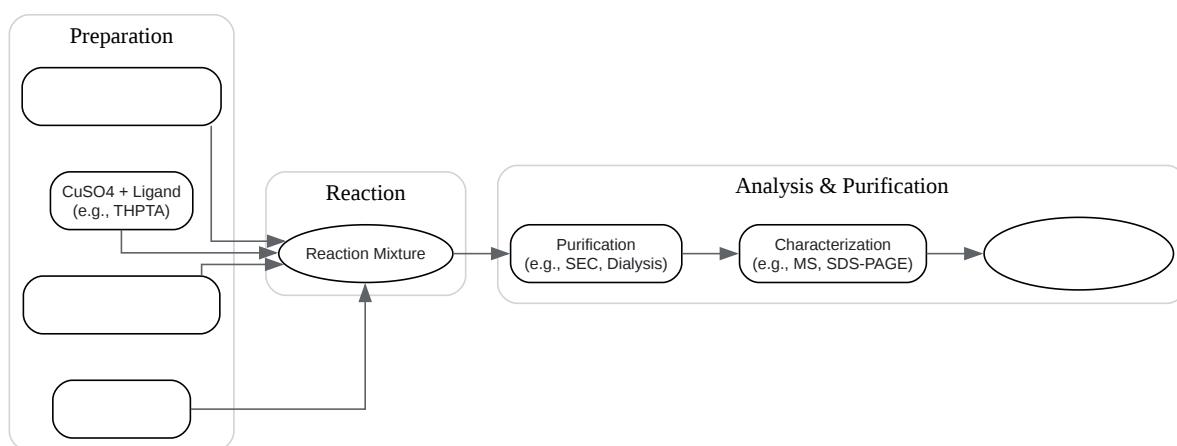 Preparation
CuSO4 + Ligand
(e.g., THPTA)
Reaction
Reaction Mixture
Analysis & Purification
Purification
(e.g., SEC, Dialysis)
Characterization
(e.g., MS, SDS-PAGE)